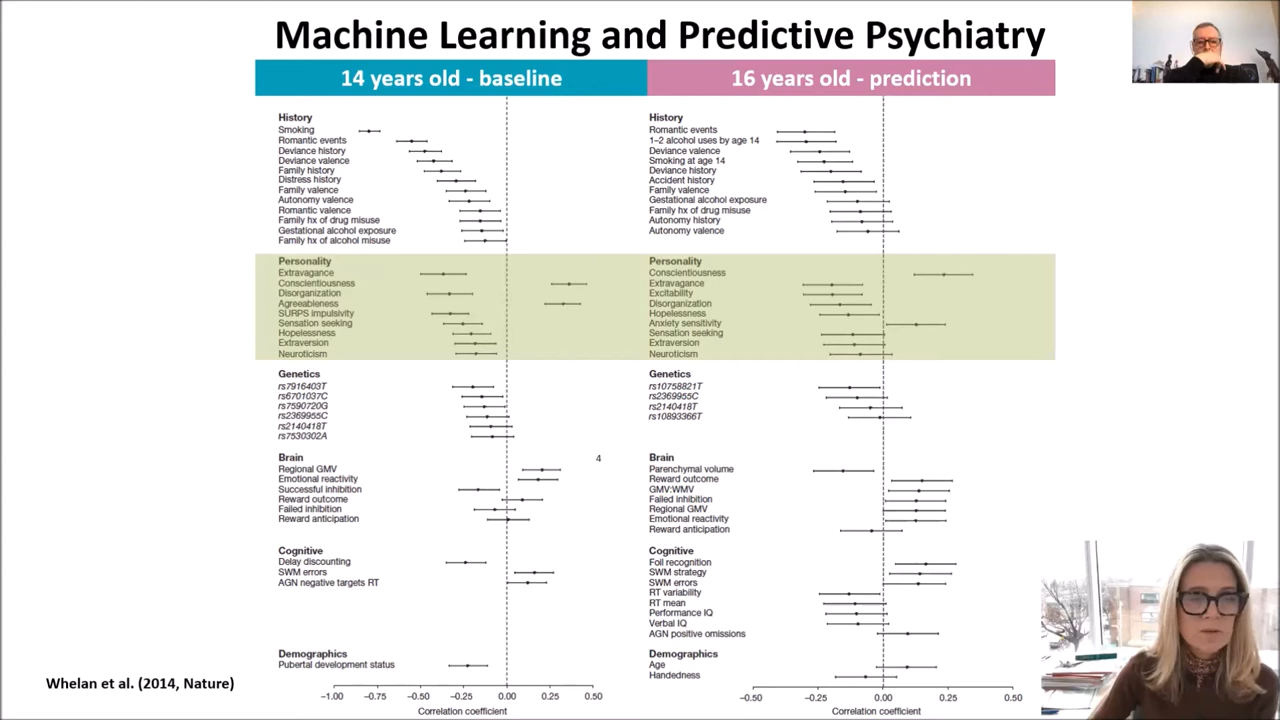 Machine Learning and Predictive Psychiatry
14 years old - baseline
History
Smoking
Romantic events
Deviance history
Deviance valence
Family history
Distress history
Family valence
Autonomy valence
Romantic valence
Family hx of drug misuse
Gestational alcohol exposure
Family hx of alcohol misuse
Personality
Extravagance
Conscientiousness
Disorganization
Agreeableness
SURPS impulsivity
Sensation seeking
Hopelessness
Extraversion
Neuroticism
Genetics
rs7916403T
rs6701037C
rs7590720G
rs2369955C
rs2140418T
rs7530302A
Brain
4
Regional GMV
Emotional reactivity
Successful inhibition
Reward outcome
Failed inhibition
Reward anticipation
Cognitive
Delay discounting
SWM errors
AGN negative targets RT
Demographics
Pubertal development status
−1.00 −0.75 −0.50 −0.25 0.00 0.25 0.50
Correlation coefficient
16 years old - prediction
History
Romantic events
1–2 alcohol uses by age 14
Deviance valence
Smoking at age 14
Deviance history
Accident history
Family valence
Gestational alcohol exposure
Family hx of drug misuse
Autonomy history
Autonomy valence
Personality
Conscientiousness
Extravagance
Excitability
Disorganization
Hopelessness
Anxiety sensitivity
Sensation seeking
Extraversion
Neuroticism
Genetics
rs10758821T
rs2369955C
rs2140418T
rs10893366T
Brain
Parenchymal volume
Reward outcome
GMV:WMV
Failed inhibition
Regional GMV
Emotional reactivity
Reward anticipation
Cognitive
Foil recognition
SWM strategy
SWM errors
RT variability
RT mean
Performance IQ
Verbal IQ
AGN positive omissions
Demographics
Age
Handedness
−0.50 −0.25 0.00 0.25 0.50
Correlation coefficient
Whelan et al. (2014, Nature)